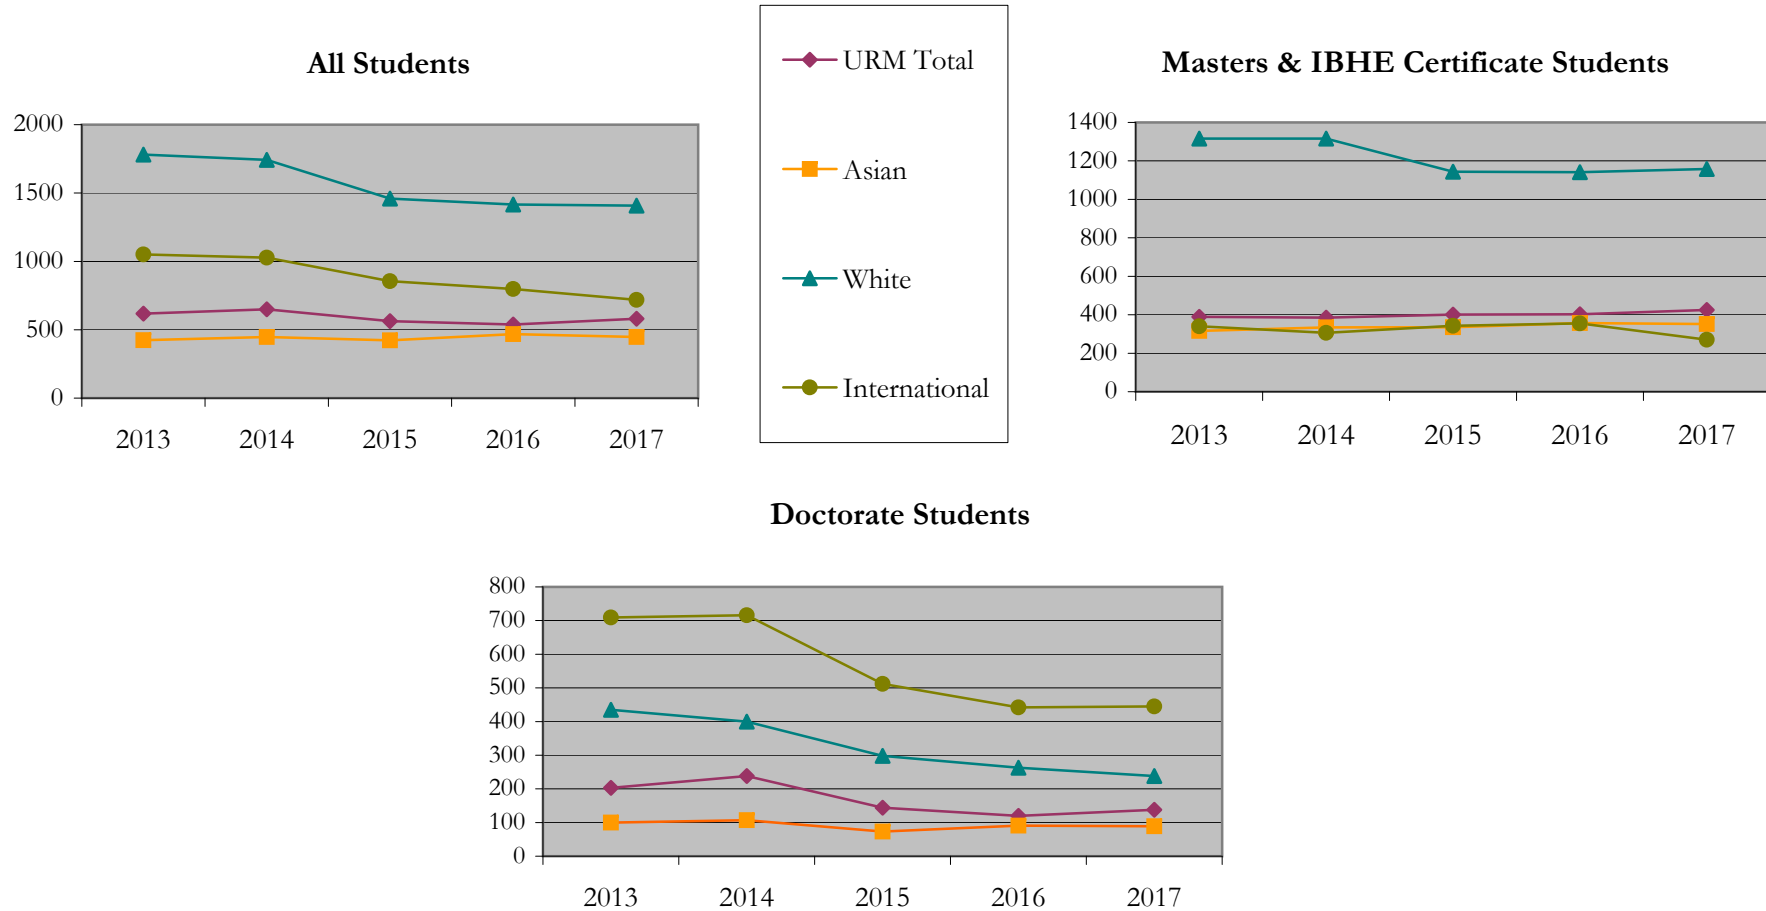 All Students
2000
1500
1000
500
0
2013 2014 2015 2016 2017
URM Total
Asian
White
International
Masters & IBHE Certificate Students
1400
1200
1000
800
600
400
200
0
2013 2014 2015 2016 2017
Doctorate Students
800
700
600
500
400
300
200
100
0
2013 2014 2015 2016 2017